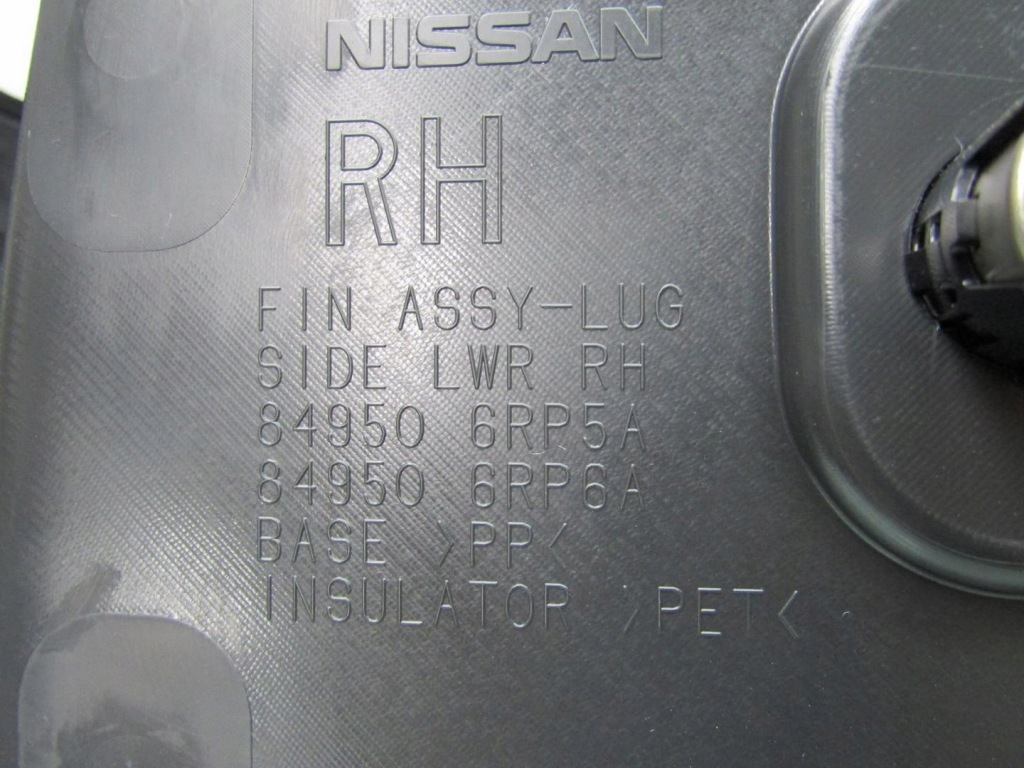 NISSAN
RH
FIN ASSY-LUG
SIDE LWR RH
84950 6RP5A
84950 6RP6A
BASE >PP<
INSULATOR >PET<